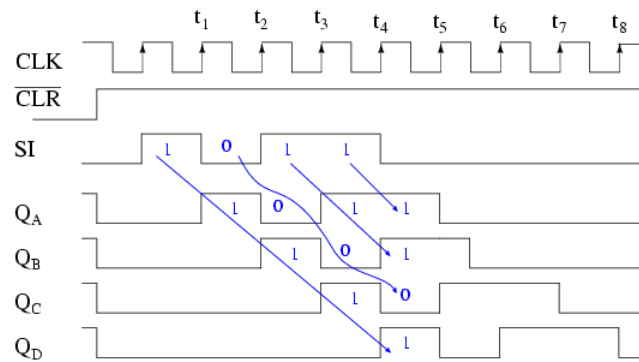 t1 t2 t3 t4 t5 t6 t7 t8
CLK
CLR
SI 1 0 1 1
QA 1 0 1 1
QB 1 0 1
QC 1 0
QD 1